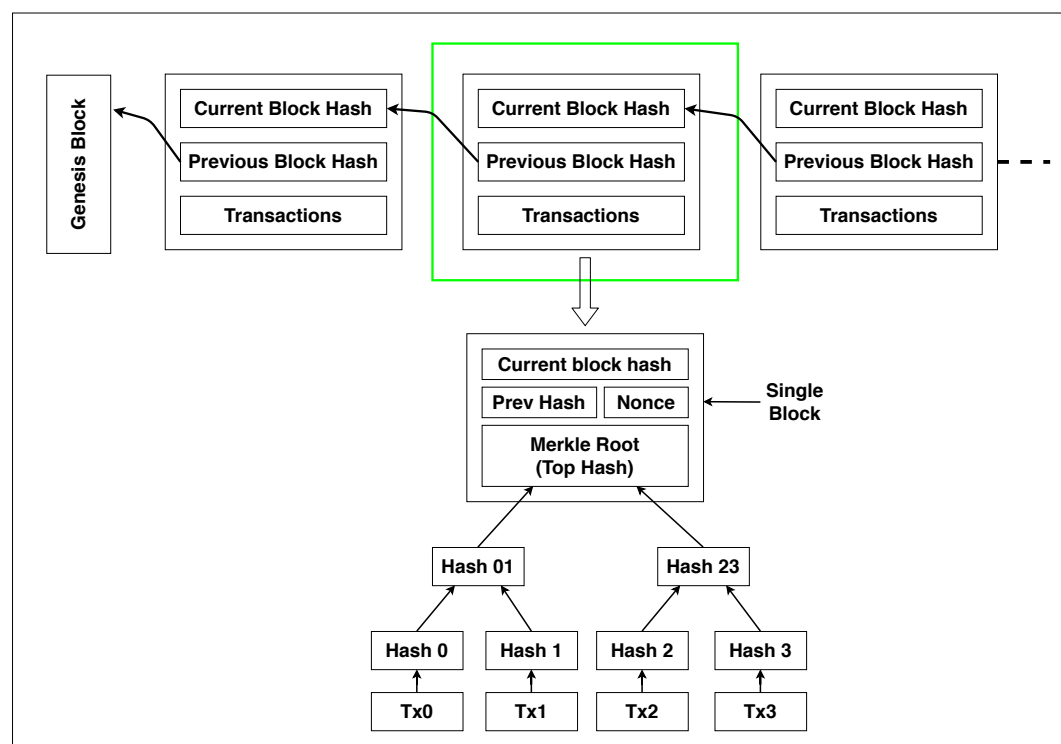 Genesis Block
Current Block Hash
Previous Block Hash
Transactions
Current Block Hash
Previous Block Hash
Transactions
Current Block Hash
Previous Block Hash
Transactions
Current block hash
Prev Hash
Nonce
Merkle Root
(Top Hash)
Single
Block
Hash 01
Hash 23
Hash 0
Hash 1
Hash 2
Hash 3
Tx0
Tx1
Tx2
Tx3